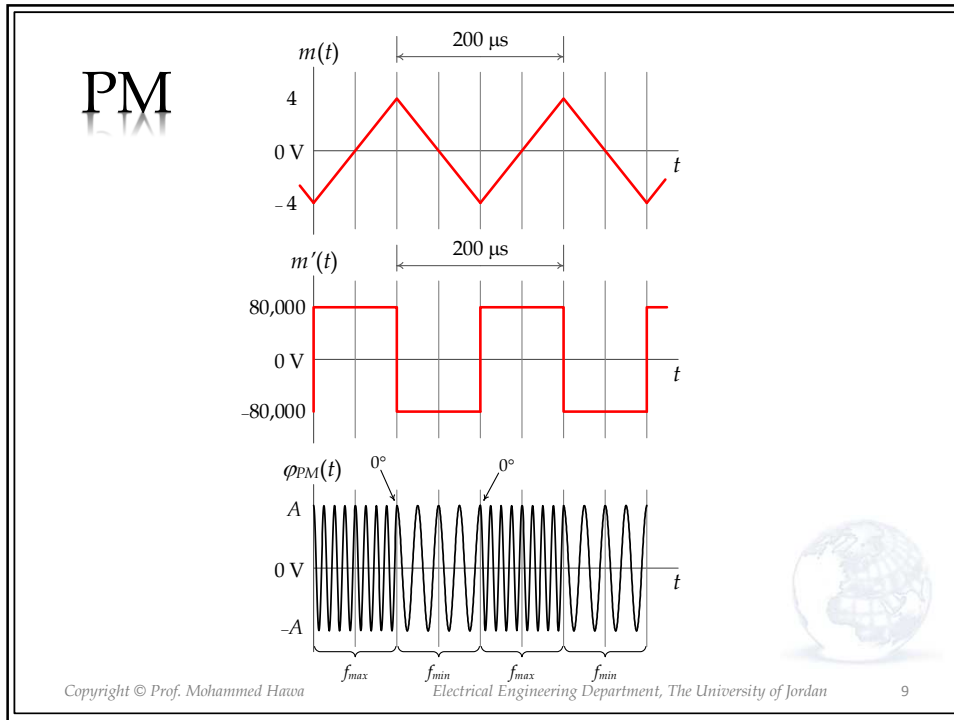 PM
200 μs
m(t)
4
0 V
t
–4
200 μs
m′(t)
80,000
0 V
t
–80,000
φPM(t)
0°
0°
A
0 V
t
–A
fmax
fmin
fmax
fmin
Copyright © Prof. Mohammed Hawa
Electrical Engineering Department, The University of Jordan
9